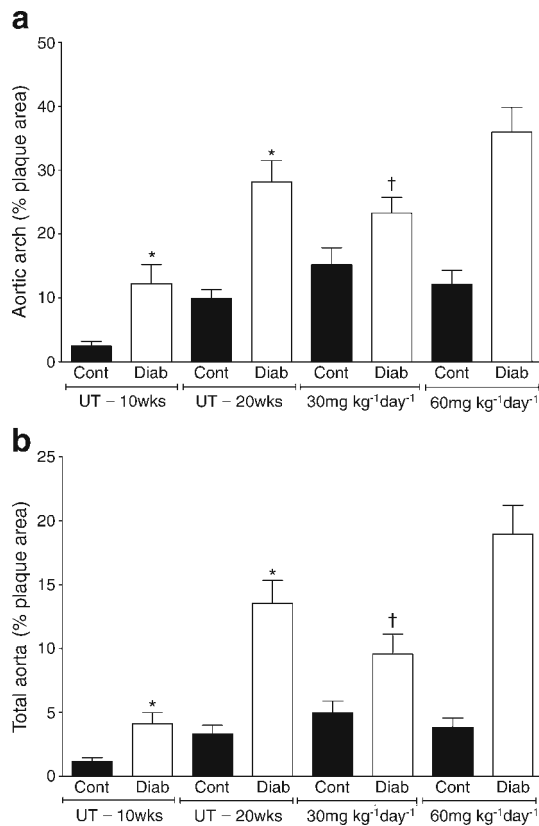 a
Aortic arch (% plaque area)
50
40
30
20
10
0
*
*
†
Cont Diab Cont Diab Cont Diab Cont Diab
UT – 10wks UT – 20wks 30mg kg⁻¹day⁻¹ 60mg kg⁻¹day⁻¹
b
Total aorta (% plaque area)
25
20
15
10
5
0
*
*
†
Cont Diab Cont Diab Cont Diab Cont Diab
UT – 10wks UT – 20wks 30mg kg⁻¹day⁻¹ 60mg kg⁻¹day⁻¹